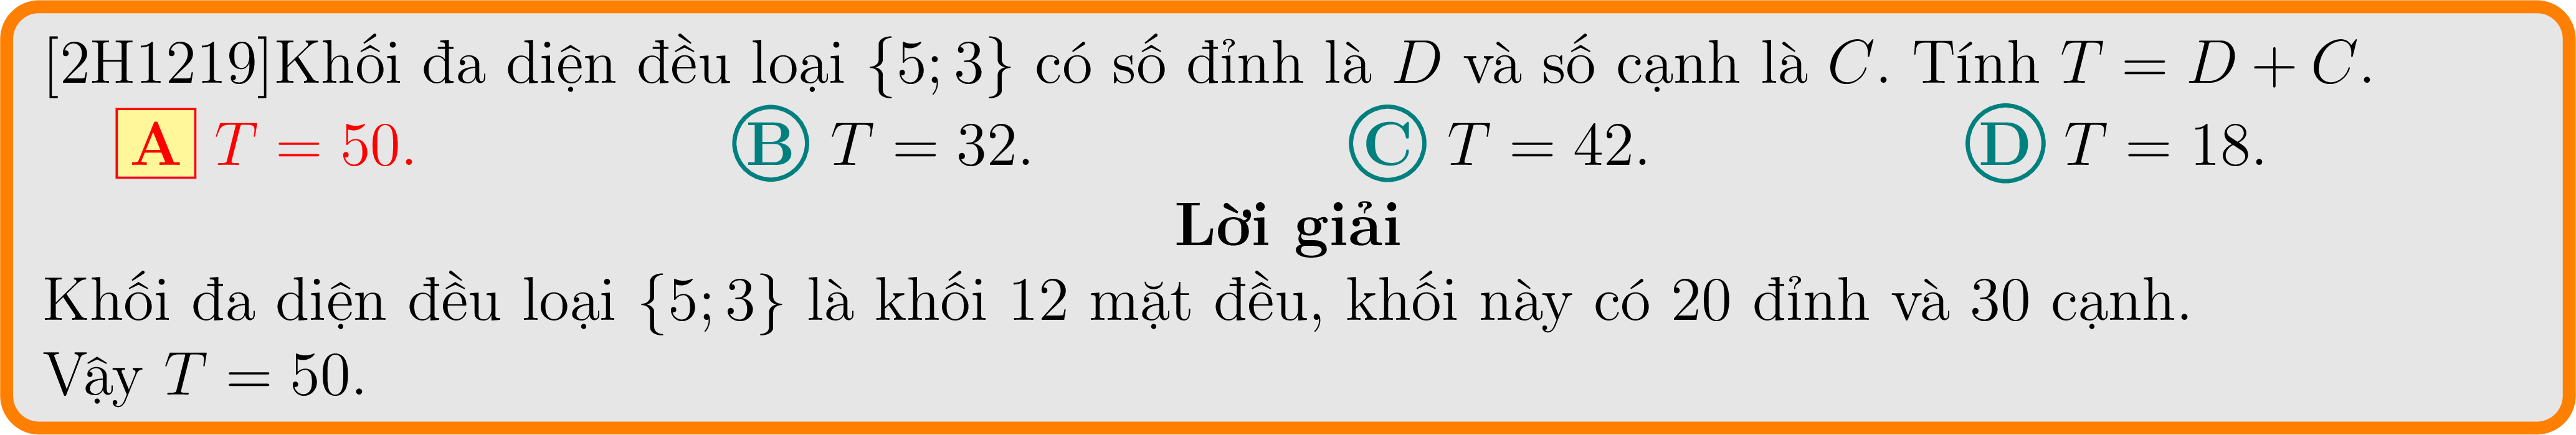 [2H1219]Khối đa diện đều loại {5; 3} có số đỉnh là D và số cạnh là C. Tính T = D + C.
A T = 50. B T = 32. C T = 42. D T = 18.
Lời giải
Khối đa diện đều loại {5; 3} là khối 12 mặt đều, khối này có 20 đỉnh và 30 cạnh.
Vậy T = 50.